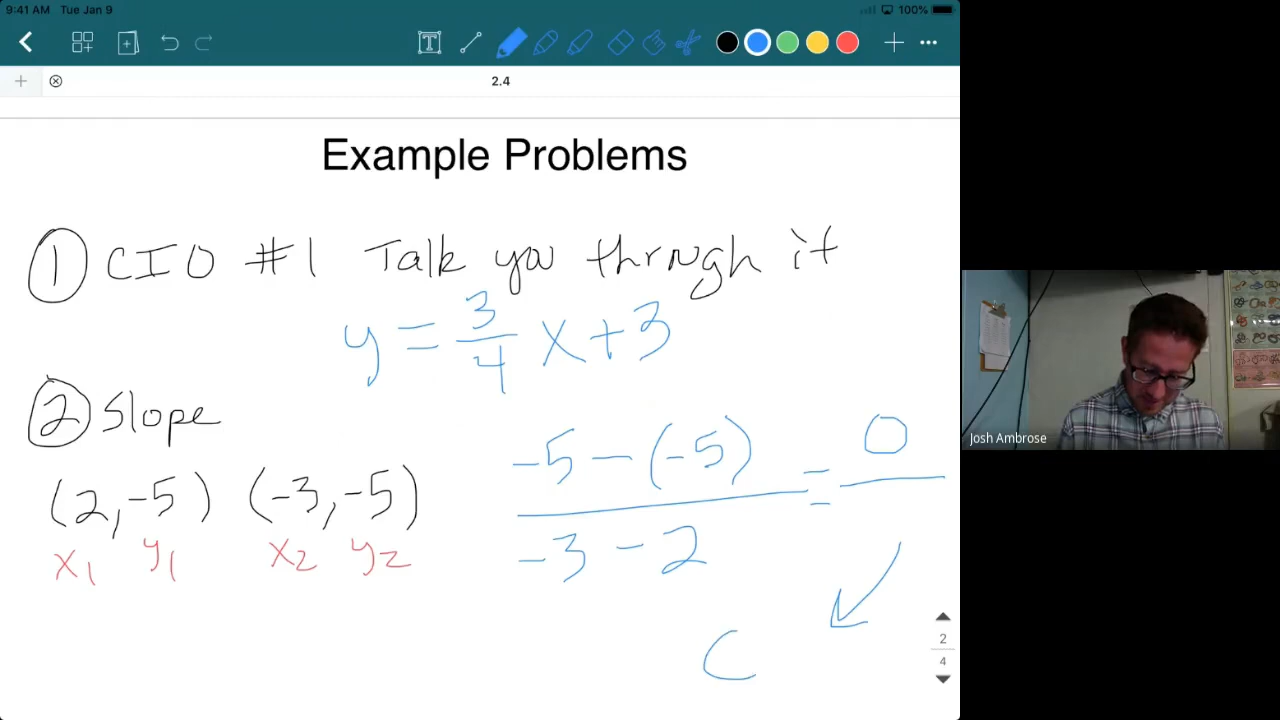 9:41 AM Tue Jan 9
100%
T
2.4
Example Problems
① CIO #1 Talk you through it
y = 3/4 x + 3
② Slope
(2, -5) (-3, -5)
x₁ y₁ x₂ y₂
-5 - (-5) / -3 - 2 = 0 /
C
2
4
Josh Ambrose